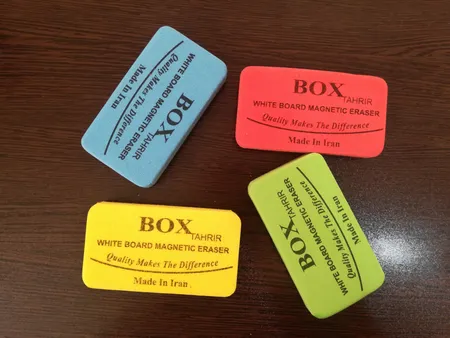 BOX
TAHRIR
WHITE BOARD MAGNETIC ERASER
Quality Makes The Difference
Made In Iran
BOX
TAHRIR
WHITE BOARD MAGNETIC ERASER
Quality Makes The Difference
Made In Iran
BOX
TAHRIR
WHITE BOARD MAGNETIC ERASER
Quality Makes The Difference
Made In Iran
BOX
TAHRIR
WHITE BOARD MAGNETIC ERASER
Quality Makes The Difference
Made In Iran